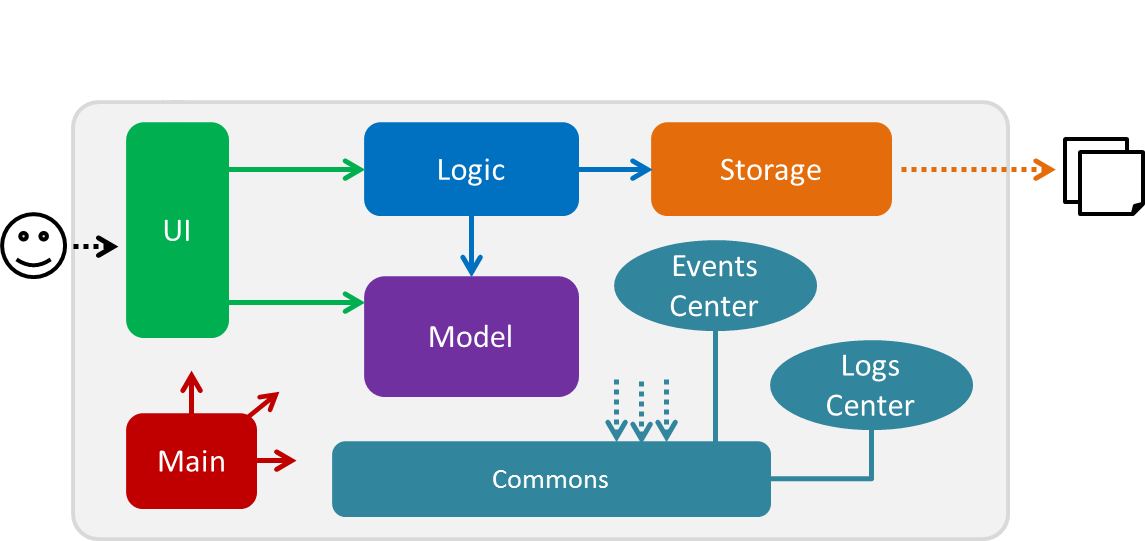 UI
Logic
Storage
Model
Events
Center
Logs
Center
Main
Commons